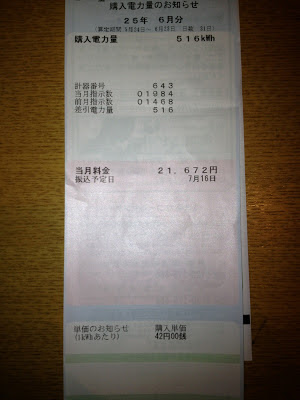 購入電力量のお知らせ
25年 6月分
購入電力量 516kWh
計器番号 643
当月指示数 01984
前月指示数 01468
差引電力量 516
当月料金 21,672円
振込予定日 7月16日
単価のお知らせ 購入単価
(1kWhあたり) 42円00銭